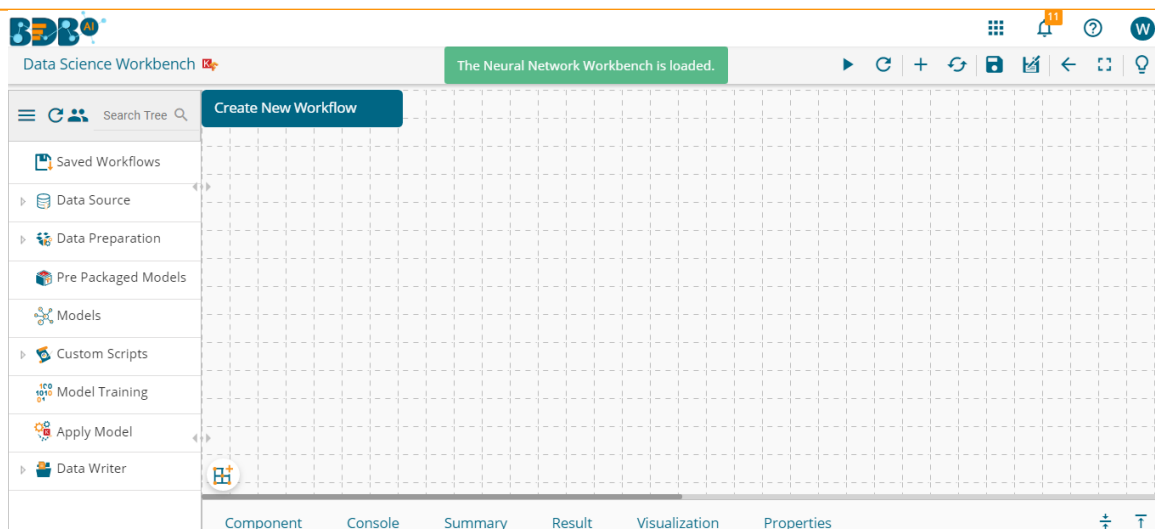 BDB AI
11
W
Data Science Workbench
K
The Neural Network Workbench is loaded.
Search Tree
Create New Workflow
Saved Workflows
Data Source
Data Preparation
Pre Packaged Models
Models
Custom Scripts
Model Training
Apply Model
Data Writer
Component Console Summary Result Visualization Properties